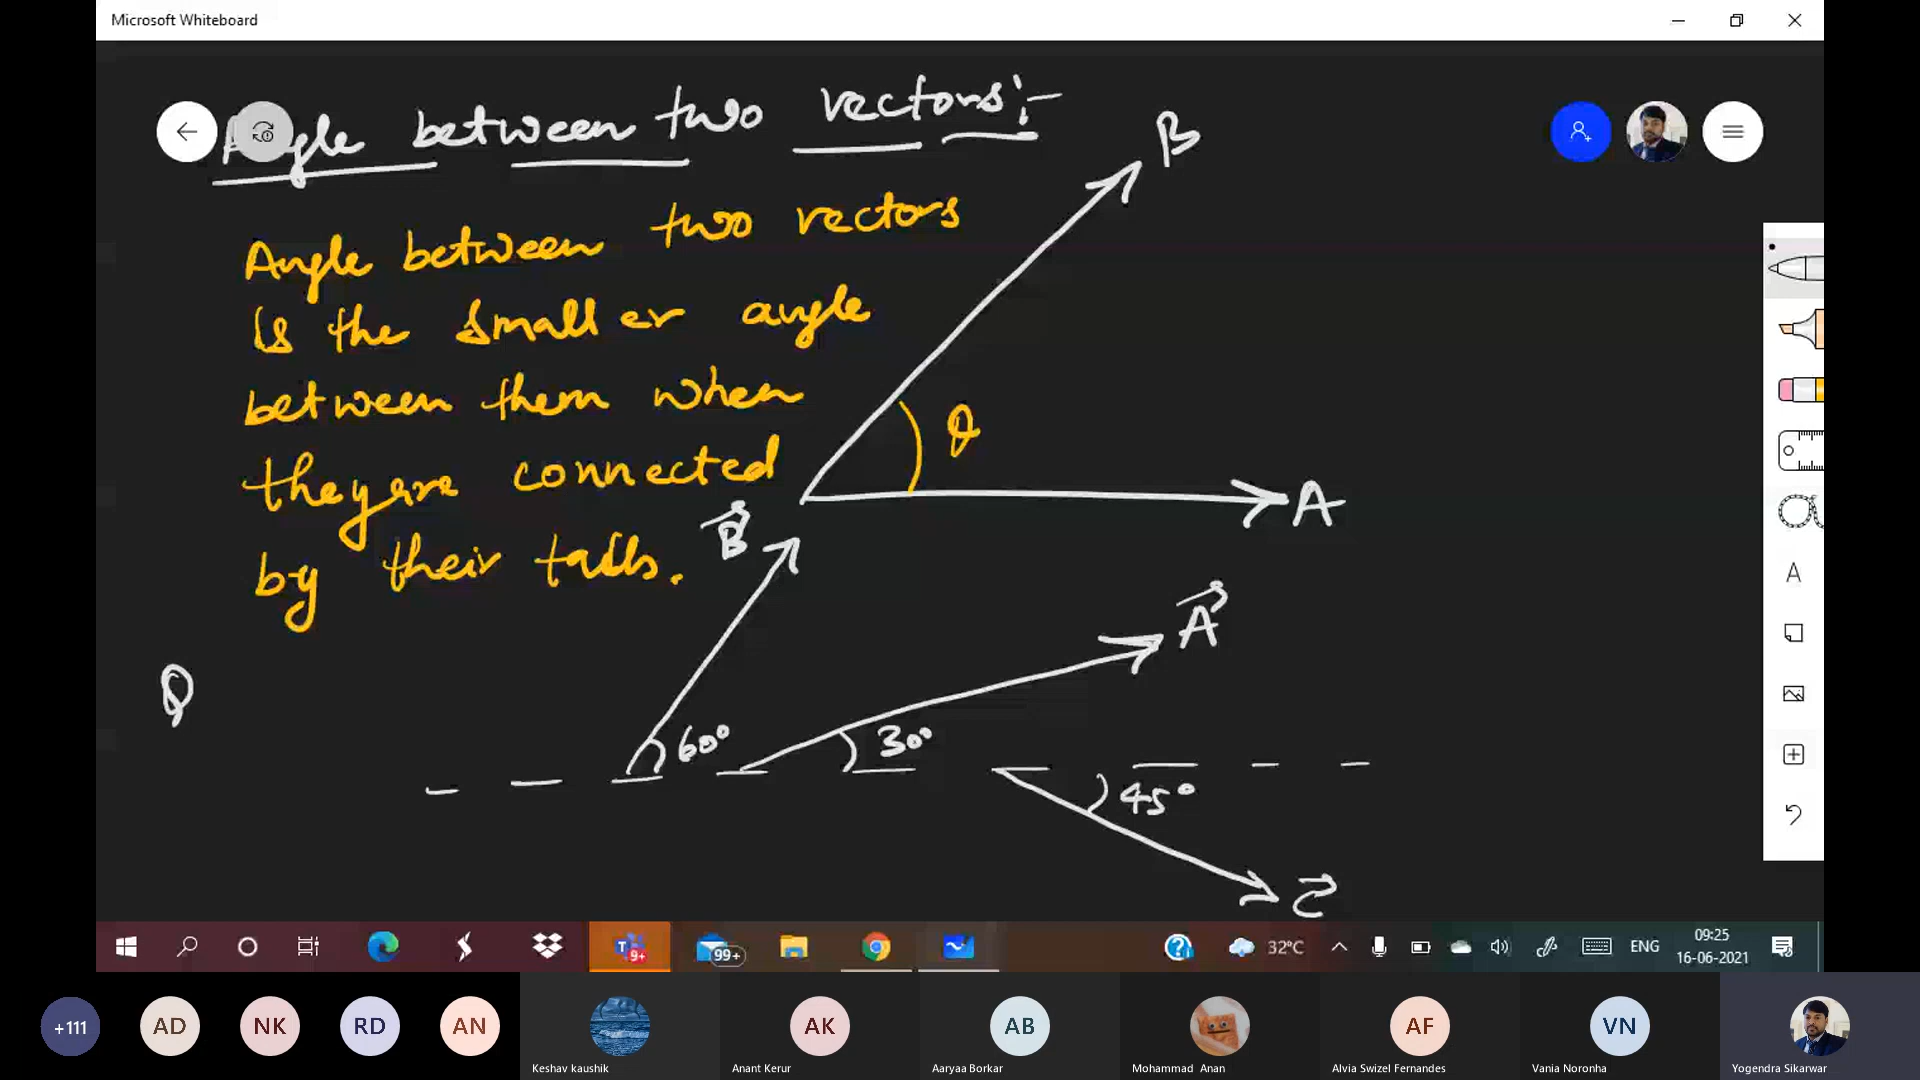 Microsoft Whiteboard
Angle between two vectors:-
Angle between two vectors
is the smaller angle
between them when
they are connected
by their tails.
B
θ
A
B
A
Q
60°
30°
45°
C
99+
9+
32°C
ENG
09:25
16-06-2021
+111
AD
NK
RD
AN
AK
AB
AF
VN
Keshav kaushik
Anant Kerur
Aaryaa Borkar
Mohammad Anan
Alvia Swizel Fernandes
Vania Noronha
Yogendra Sikarwar